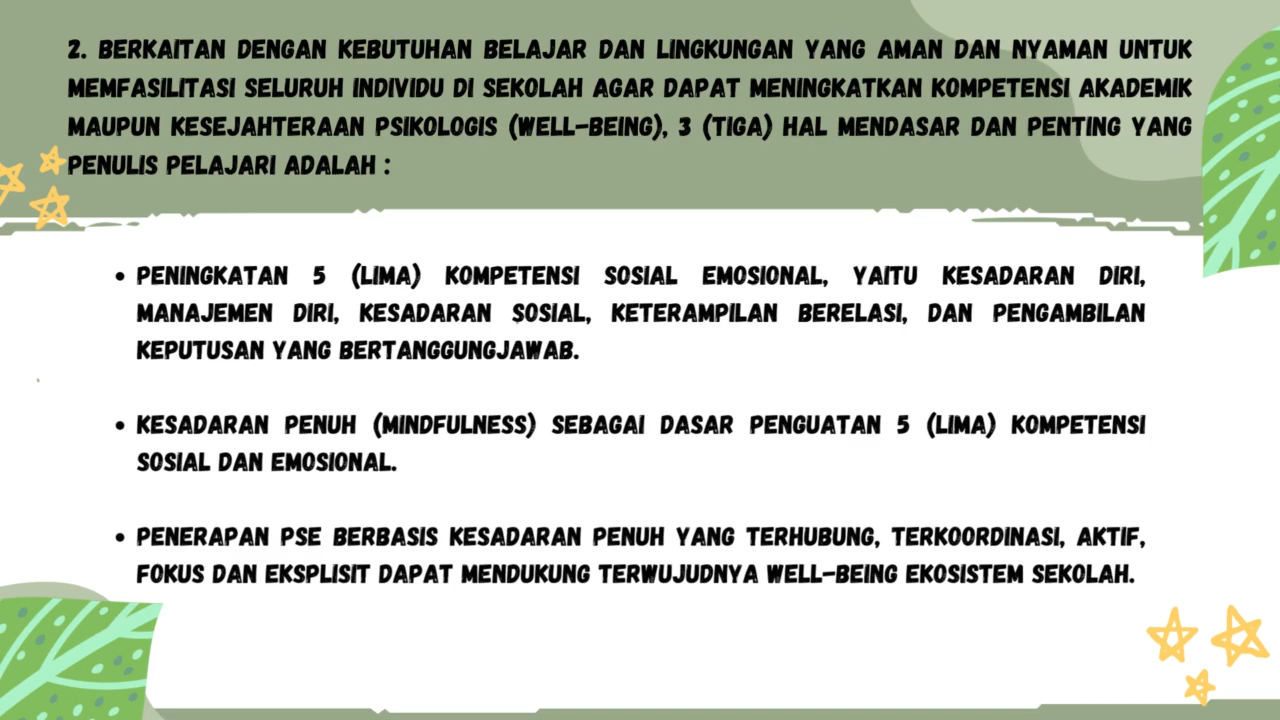 2. BERKAITAN DENGAN KEBUTUHAN BELAJAR DAN LINGKUNGAN YANG AMAN DAN NYAMAN UNTUK
MEMFASILITASI SELURUH INDIVIDU DI SEKOLAH AGAR DAPAT MENINGKATKAN KOMPETENSI AKADEMIK
MAUPUN KESEJAHTERAAN PSIKOLOGIS (WELL-BEING), 3 (TIGA) HAL MENDASAR DAN PENTING YANG
PENULIS PELAJARI ADALAH :
• PENINGKATAN 5 (LIMA) KOMPETENSI SOSIAL EMOSIONAL, YAITU KESADARAN DIRI,
MANAJEMEN DIRI, KESADARAN SOSIAL, KETERAMPILAN BERELASI, DAN PENGAMBILAN
KEPUTUSAN YANG BERTANGGUNGJAWAB.
• KESADARAN PENUH (MINDFULNESS) SEBAGAI DASAR PENGUATAN 5 (LIMA) KOMPETENSI
SOSIAL DAN EMOSIONAL.
• PENERAPAN PSE BERBASIS KESADARAN PENUH YANG TERHUBUNG, TERKOORDINASI, AKTIF,
FOKUS DAN EKSPLISIT DAPAT MENDUKUNG TERWUJUDNYA WELL-BEING EKOSISTEM SEKOLAH.